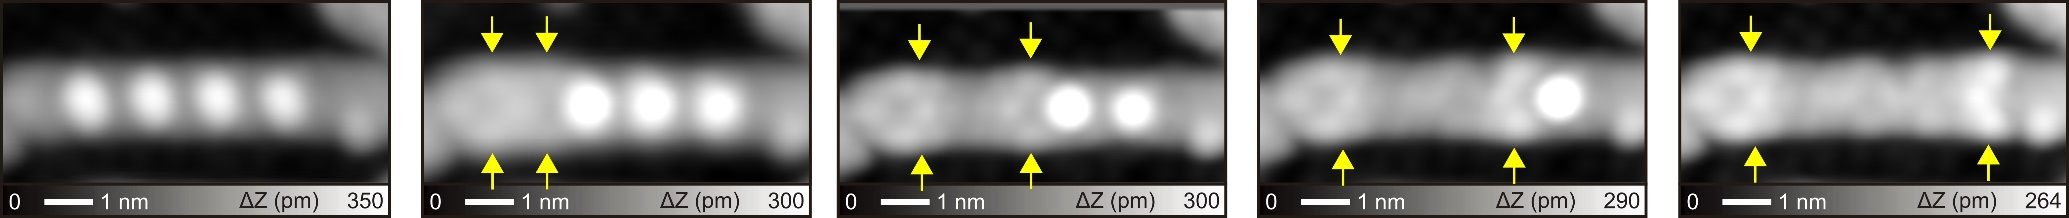 0 1 nm ΔZ (pm) 350
0 1 nm ΔZ (pm) 300
0 1 nm ΔZ (pm) 300
0 1 nm ΔZ (pm) 290
0 1 nm ΔZ (pm) 264